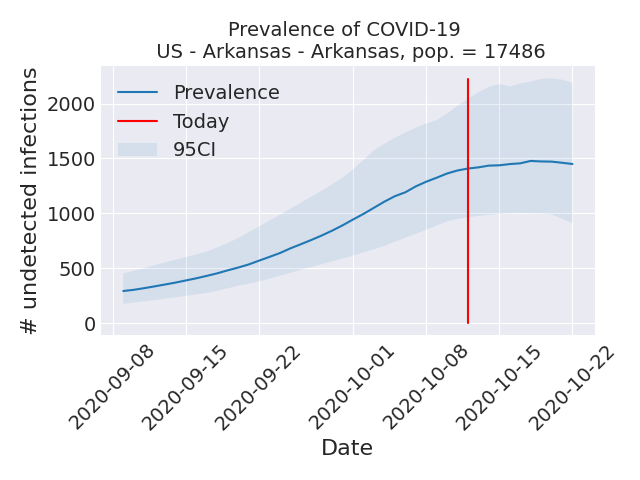 Prevalence of COVID-19
US - Arkansas - Arkansas, pop. = 17486
# undetected infections
2000
1500
1000
500
0
Prevalence
Today
95CI
2020-09-08
2020-09-15
2020-09-22
2020-10-01
2020-10-08
2020-10-15
2020-10-22
Date